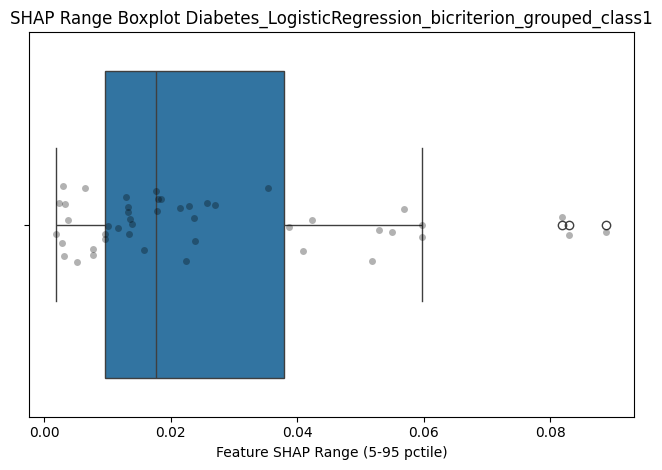 SHAP Range Boxplot Diabetes_LogisticRegression_bicriterion_grouped_class1
0.00 0.02 0.04 0.06 0.08
Feature SHAP Range (5-95 pctile)